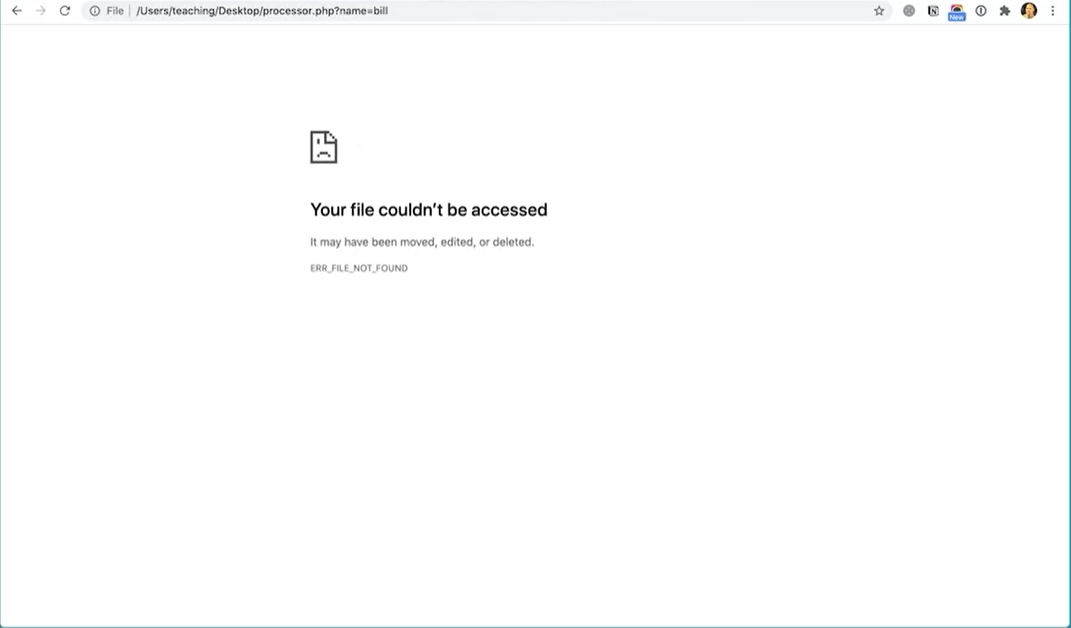 File | /Users/teaching/Desktop/processor.php?name=bill
New
Your file couldn't be accessed
It may have been moved, edited, or deleted.
ERR_FILE_NOT_FOUND